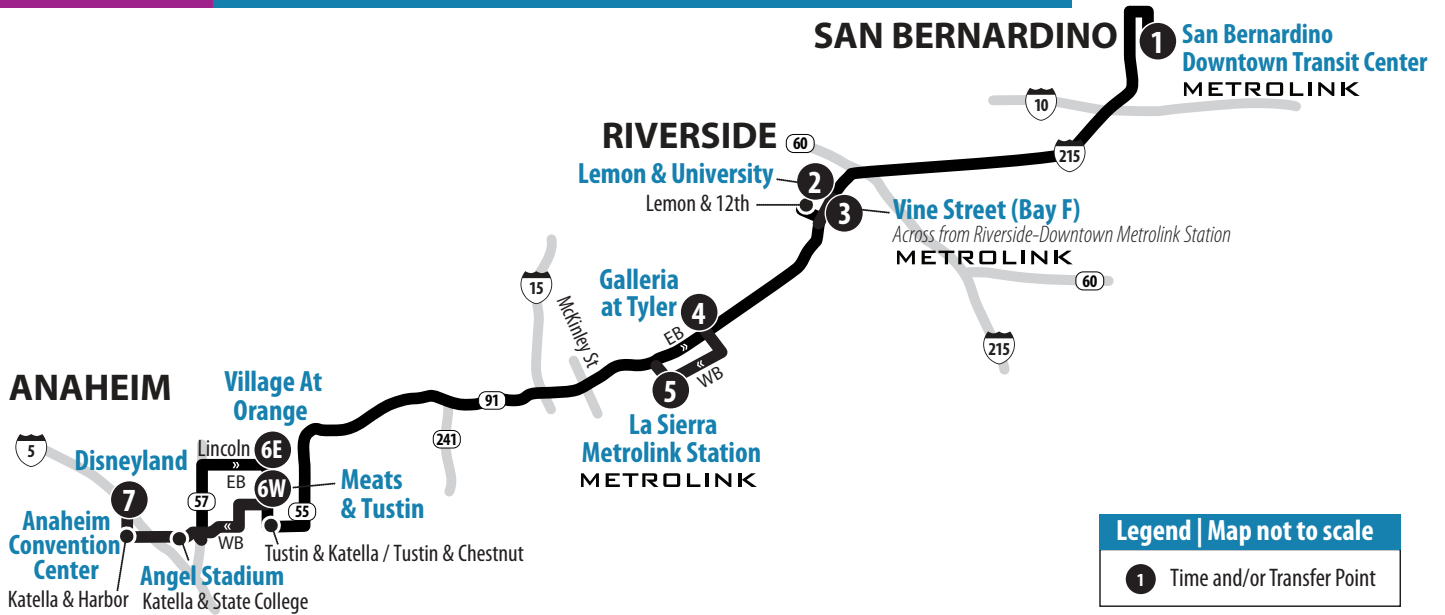 SAN BERNARDINO
1
San Bernardino
Downtown Transit Center
METROLINK
10
215
RIVERSIDE
60
Lemon & University
2
Lemon & 12th
3
Vine Street (Bay F)
Across from Riverside-Downtown Metrolink Station
METROLINK
60
215
15
McKinley St
Galleria
at Tyler
4
EB
»
«
WB
5
La Sierra
Metrolink Station
METROLINK
91
241
ANAHEIM
Village At
Orange
5
Disneyland
Lincoln
6E
»
EB
6W
Meats
& Tustin
7
57
55
«
WB
Anaheim
Convention
Center
Tustin & Katella / Tustin & Chestnut
Angel Stadium
Katella & Harbor
Katella & State College
Legend | Map not to scale
1 Time and/or Transfer Point